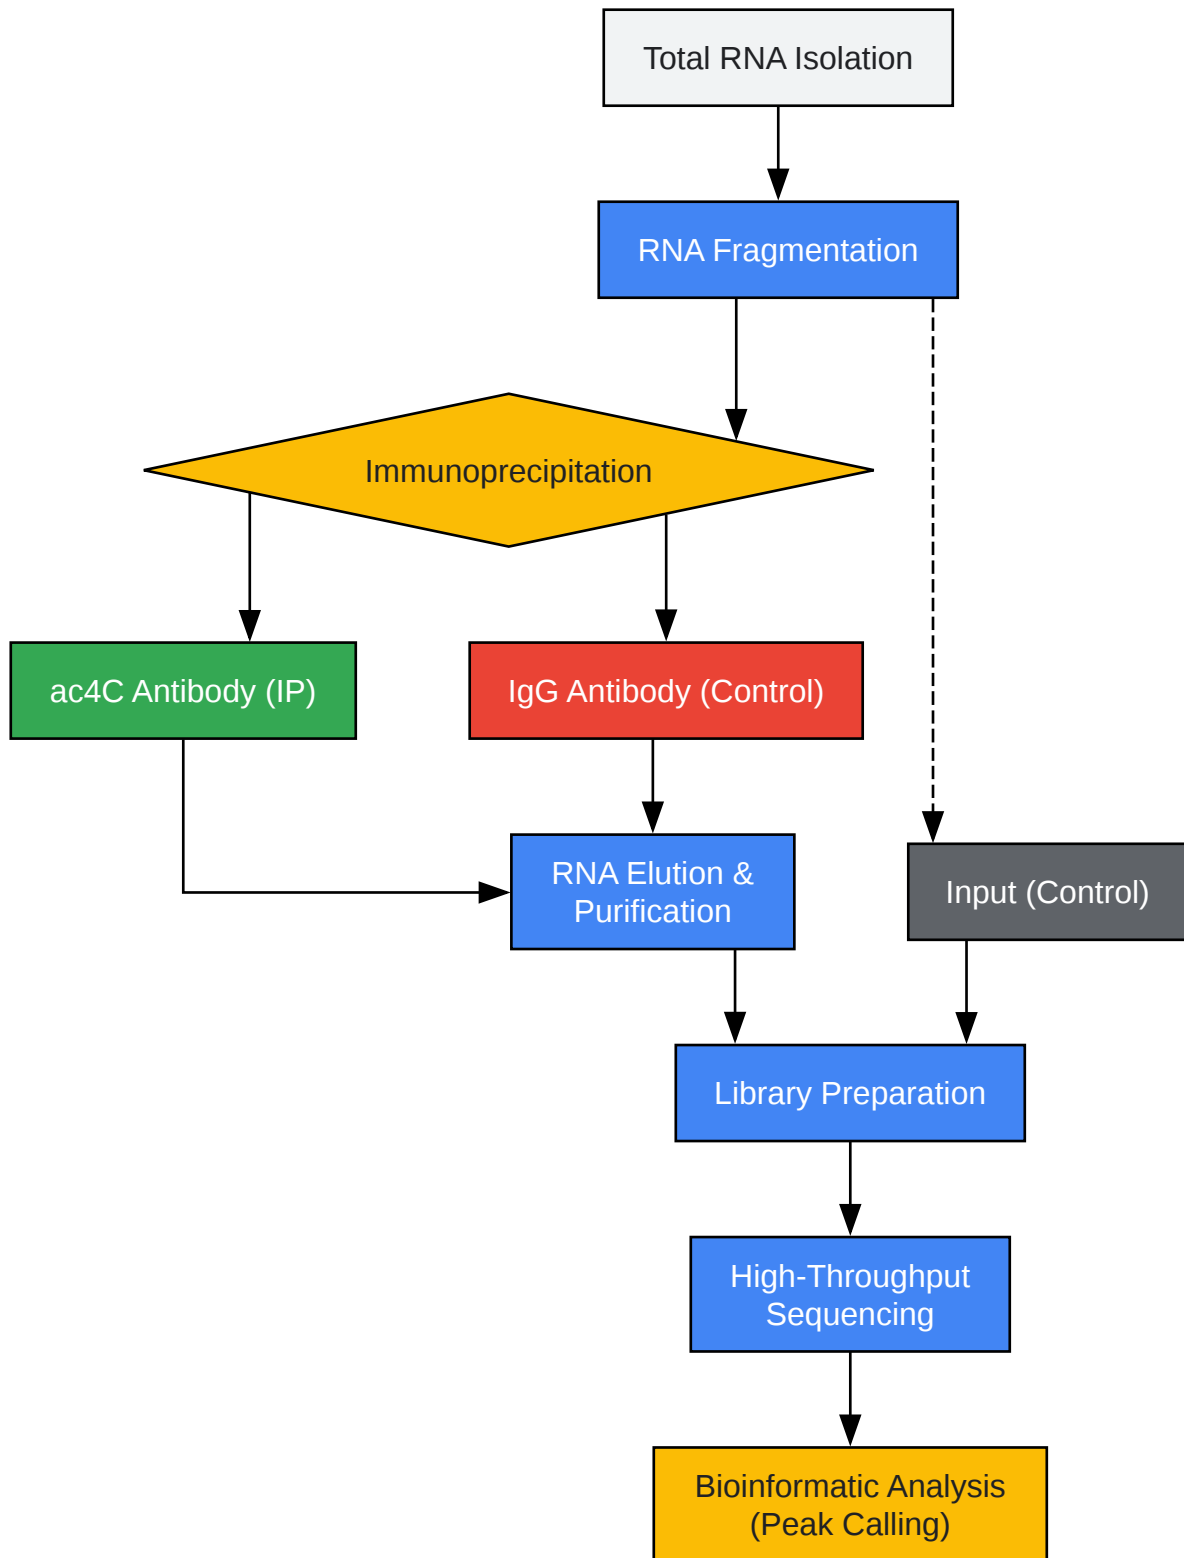 Total RNA Isolation
RNA Fragmentation
Immunoprecipitation
ac4C Antibody (IP)
IgG Antibody (Control)
RNA Elution &
Purification
Input (Control)
Library Preparation
High-Throughput
Sequencing
Bioinformatic Analysis
(Peak Calling)